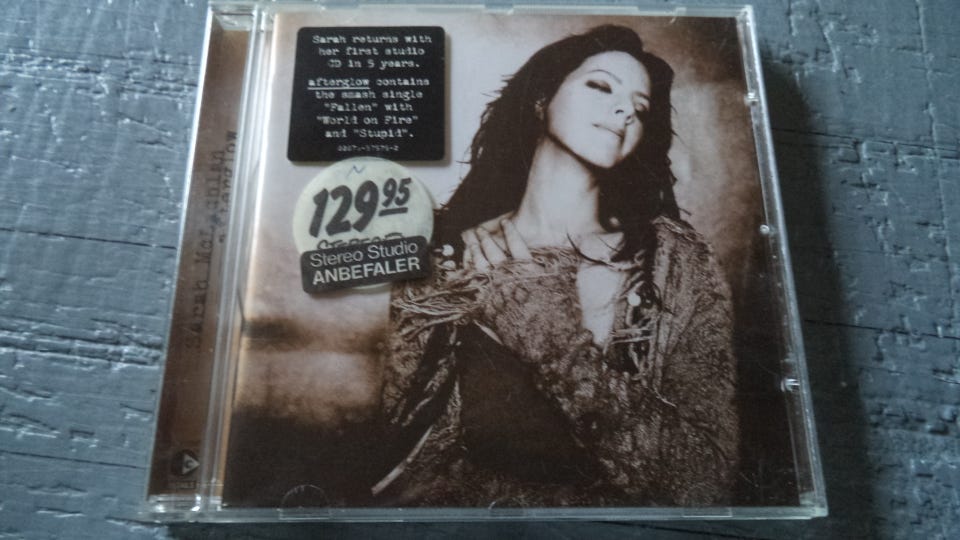 Sarah returns with
her first studio
CD in 5 years.
afterglow contains
the smash single
"Fallen" with
"World on Fire"
and "Stupid".
129 95
Stereo Studio
ANBEFALER
Sarah McLachlan
afterglow